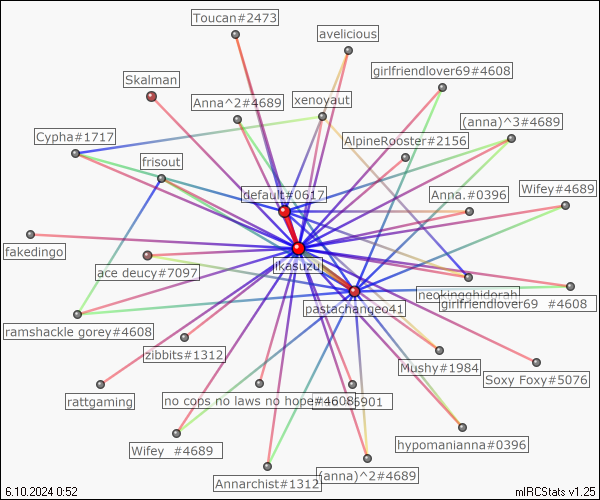 Toucan#2473
avelicious
girlfriendlover69#4608
Skalman
Anna^2#4689
xenoyaut
(anna)^3#4689
Cypha#1717
AlpineRooster#2156
frisout
default#0617
Anna.#0396
Wifey#4689
fakedingo
ikasuzu
ace deucy#7097
neokingghidorah
pastachangeo41
girlfriendlover69 #4608
ramshackle gorey#4608
zibbits#1312
Mushy#1984
Soxy Foxy#5076
rattgaming
no cops no laws no hope#4608
5901
hypomanianna#0396
Wifey #4689
Annarchist#1312
(anna)^2#4689
6.10.2024 0:52
mIRCStats v1.25